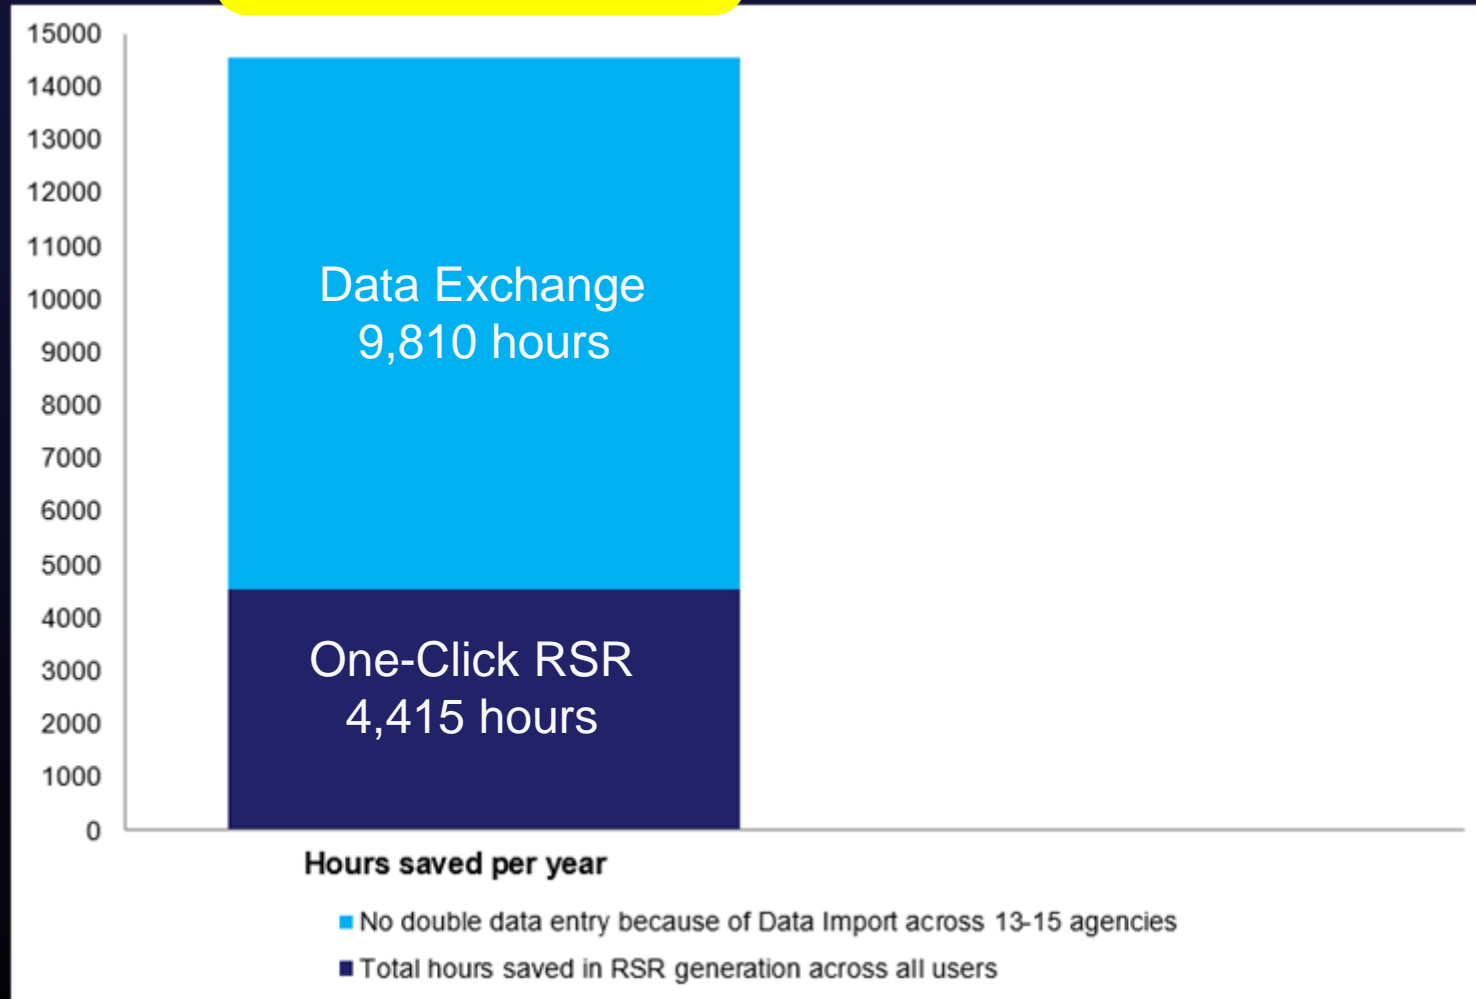 15000
14000
13000
12000
11000
10000
9000
8000
7000
6000
5000
4000
3000
2000
1000
0
Data Exchange
9,810 hours
One-Click RSR
4,415 hours
Hours saved per year
No double data entry because of Data Import across 13-15 agencies
Total hours saved in RSR generation across all users